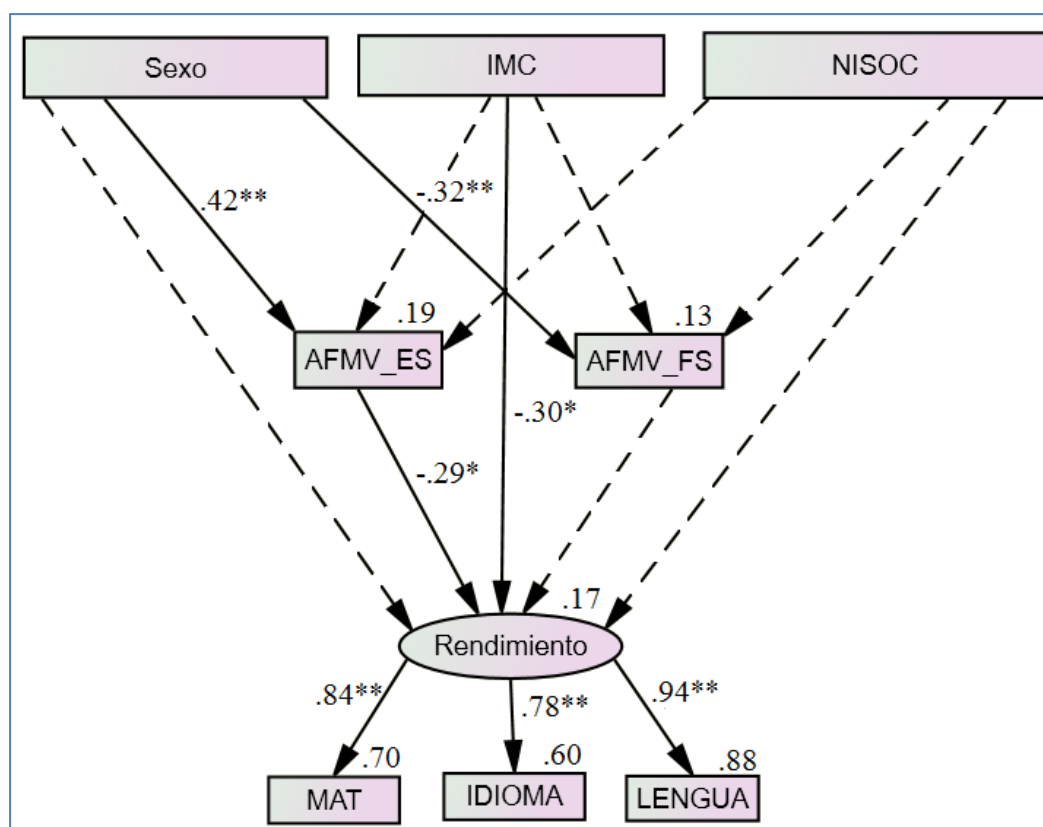 Sexo
IMC
NISOC
.42**
-.32**
.19
.13
AFMV_ES
AFMV_FS
-.30*
-.29*
.17
Rendimiento
.84**
.78**
.94**
.70
.60
.88
MAT
IDIOMA
LENGUA